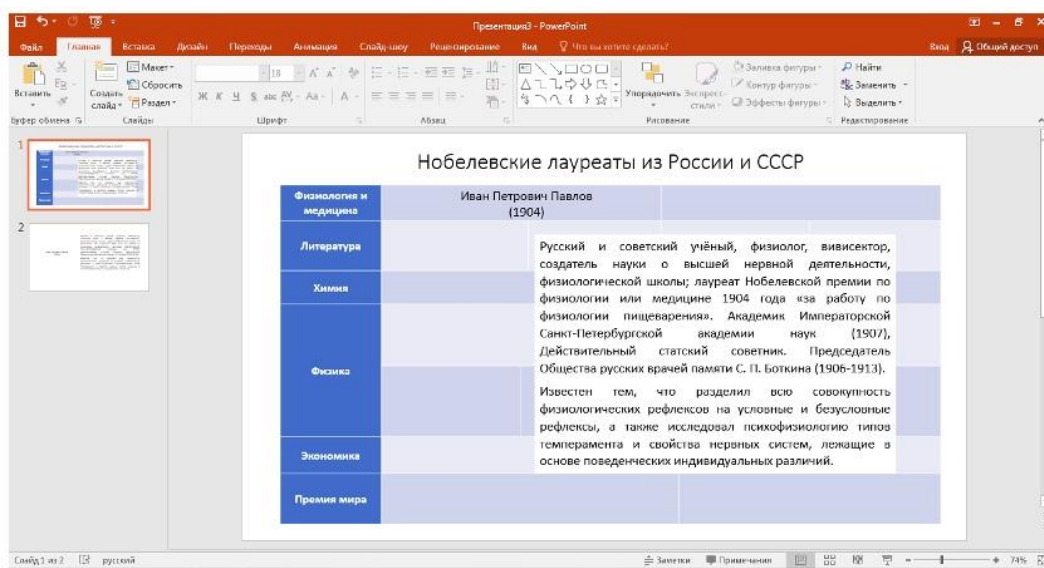 Презентация3 - PowerPoint
Файл Главная Вставка Дизайн Переходы Анимация Слайд-шоу Рецензирование Вид Что вы хотите сделать? Вход Общий доступ
Вставить
Создать слайд
Макет
Сбросить
Раздел
18
Ж К Ч S abc AV Aa A
Упорядочить
Экспресс-стили
Заливка фигуры
Контур фигуры
Эффекты фигуры
Найти
Заменить
Выделить
Буфер обмена Слайды Шрифт Абзац Рисование Редактирование
1
2
Нобелевские лауреаты из России и СССР
Физиология и
медицина
Иван Петрович Павлов
(1904)
Литература
Химия
Физика
Экономика
Премия мира
Русский и советский учёный, физиолог, вивисектор,
создатель науки о высшей нервной деятельности,
физиологической школы; лауреат Нобелевской премии по
физиологии или медицине 1904 года «за работу по
физиологии пищеварения». Академик Императорской
Санкт-Петербургской академии наук (1907),
Действительный статский советник. Председатель
Общества русских врачей памяти С. П. Боткина (1906-1913).
Известен тем, что разделил всю совокупность
физиологических рефлексов на условные и безусловные
рефлексы, а также исследовал психофизиологию типов
темперамента и свойства нервных систем, лежащие в
основе поведенческих индивидуальных различий.
Слайд 1 из 2 русский Заметки Примечания 74%